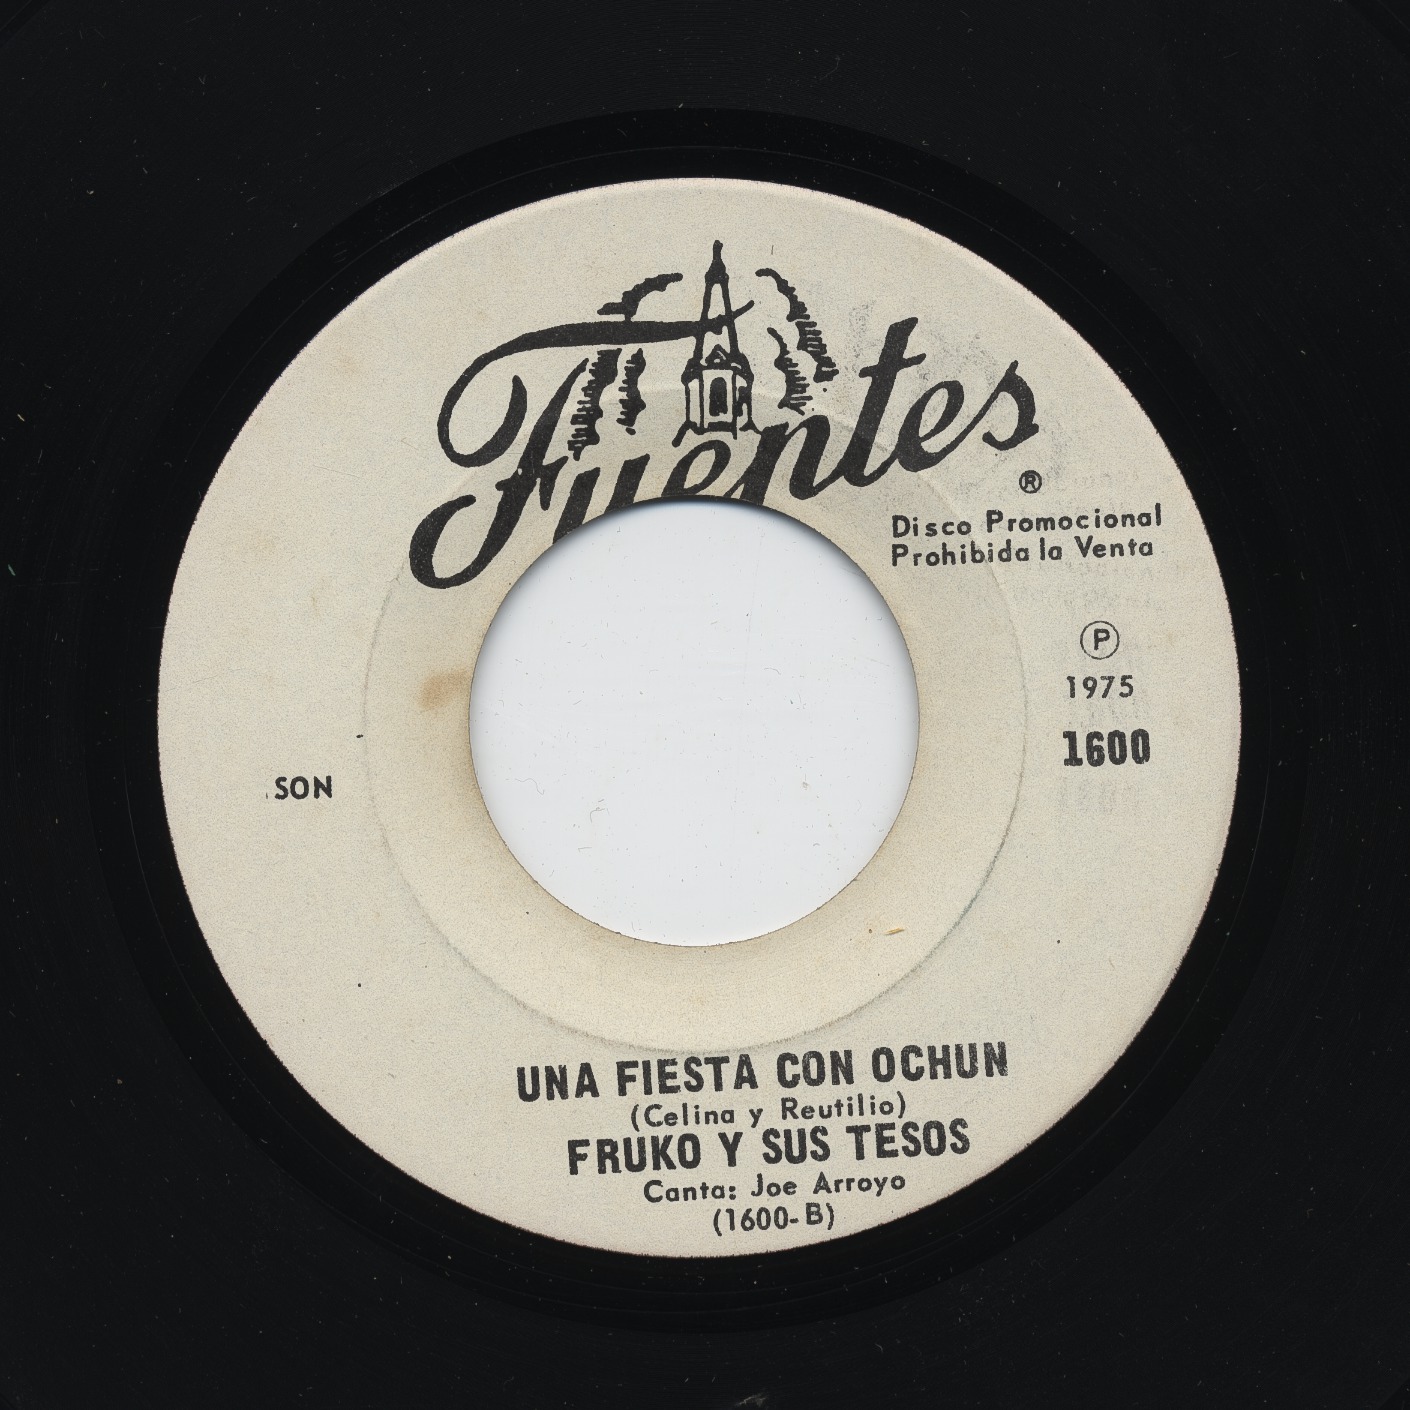 Fuentes
®
Disco Promocional
Prohibida la Venta
Ⓟ
1975
1600
SON
UNA FIESTA CON OCHUN
(Celina y Reutilio)
FRUKO Y SUS TESOS
Canta: Joe Arroyo
(1600-B)